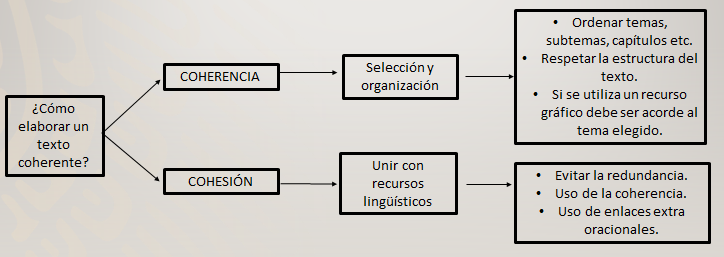 ¿Cómo
elaborar un
texto
coherente?
COHERENCIA
Selección y
organización
• Ordenar temas,
subtemas, capítulos etc.
• Respetar la estructura del
texto.
• Si se utiliza un recurso
gráfico debe ser acorde al
tema elegido.
COHESIÓN
Unir con
recursos
lingüísticos
• Evitar la redundancia.
• Uso de la coherencia.
• Uso de enlaces extra
oracionales.